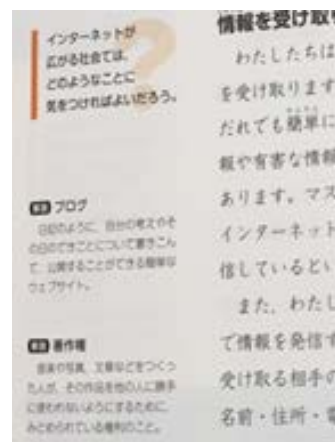 インターネットが
広がる社会では、
どのようなことに
気をつければよいだろう。
?
ブログ
日記のように、自分の考えやそ
の日のできごとについて書きこん
で、公開することができる簡単な
ウェブサイト。
著作権
音楽や写真、文章などをつくっ
た人が、その作品を他の人に勝手
に使われないようにするために、
みとめられている権利のこと。
情報を受け取り
わたしたちは
を受け取ります
だれでも簡単に
報や有害な情報
あります。マス
インターネット
信しているとい
また、わたし
で情報を発信す
受け取る相手の
名前・住所・電